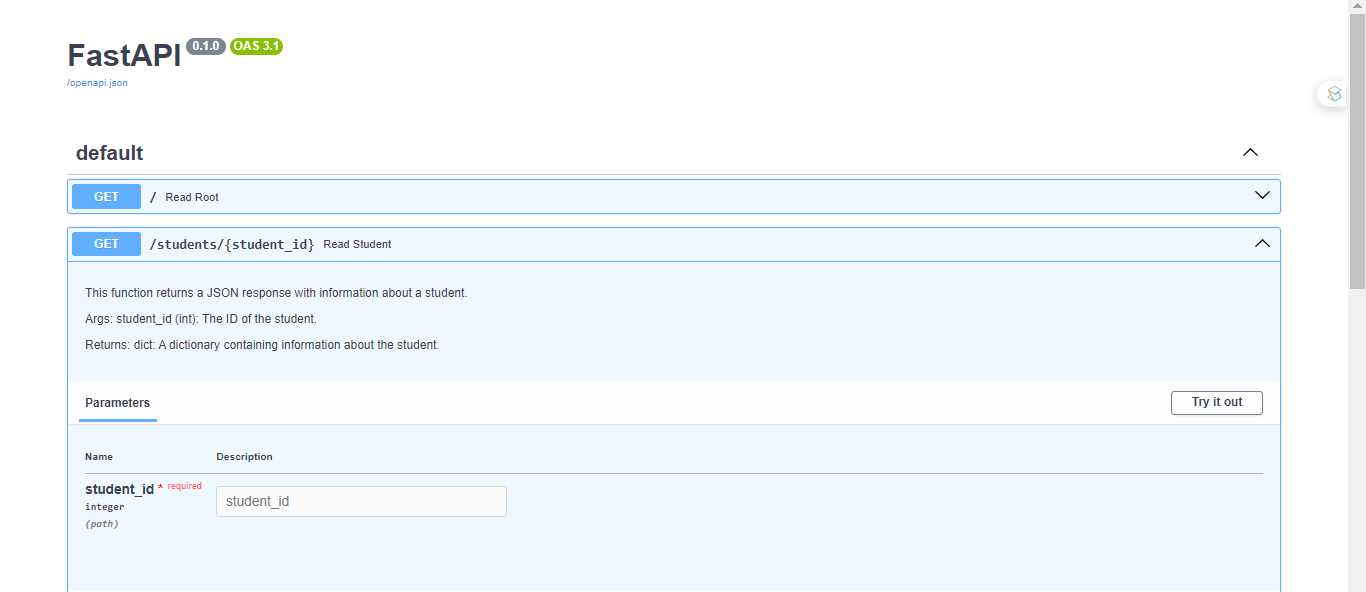 FastAPI 0.1.0 OAS 3.1
/openapi.json
default
GET / Read Root
GET /students/{student_id} Read Student
This function returns a JSON response with information about a student.
Args: student_id (int): The ID of the student.
Returns: dict: A dictionary containing information about the student.
Parameters Try it out
Name Description
student_id * required student_id
integer
(path)